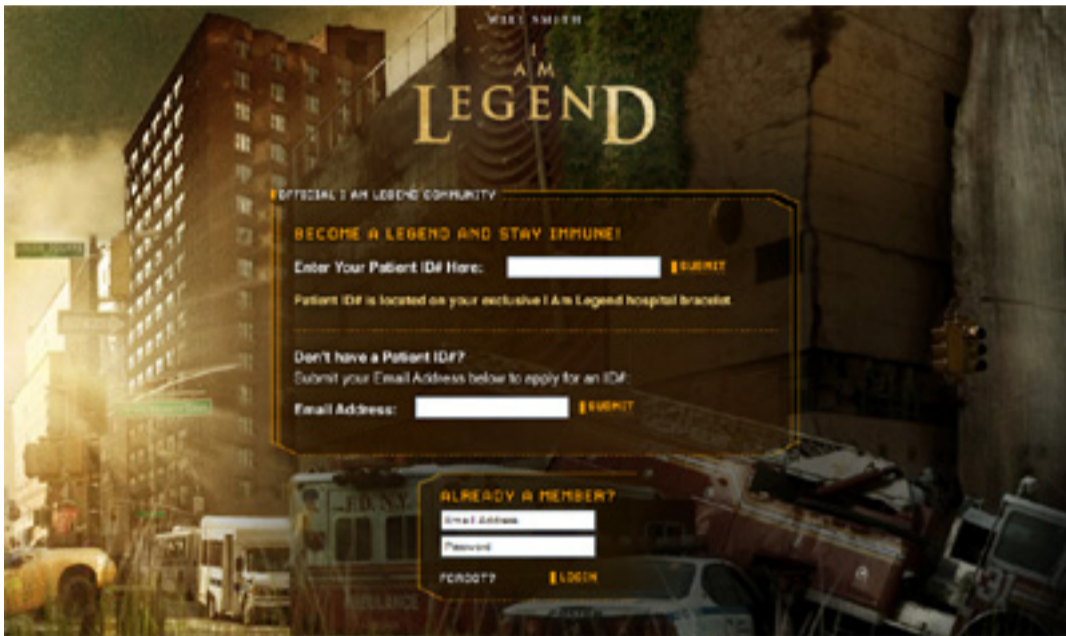 WILL SMITH
I
AM
LEGEND
OFFICIAL I AM LEGEND COMMUNITY
BECOME A LEGEND AND STAY IMMUNE!
Enter Your Patient ID# Here:
SUBMIT
Patient ID# is located on your exclusive I Am Legend hospital bracelet.
Don't have a Patient ID#?
Submit your Email Address below to apply for an ID#:
Email Address:
SUBMIT
F.D.N.Y.
ALREADY A MEMBER?
Email Address
Password
FORGOT?
LOGIN
AMBULANCE